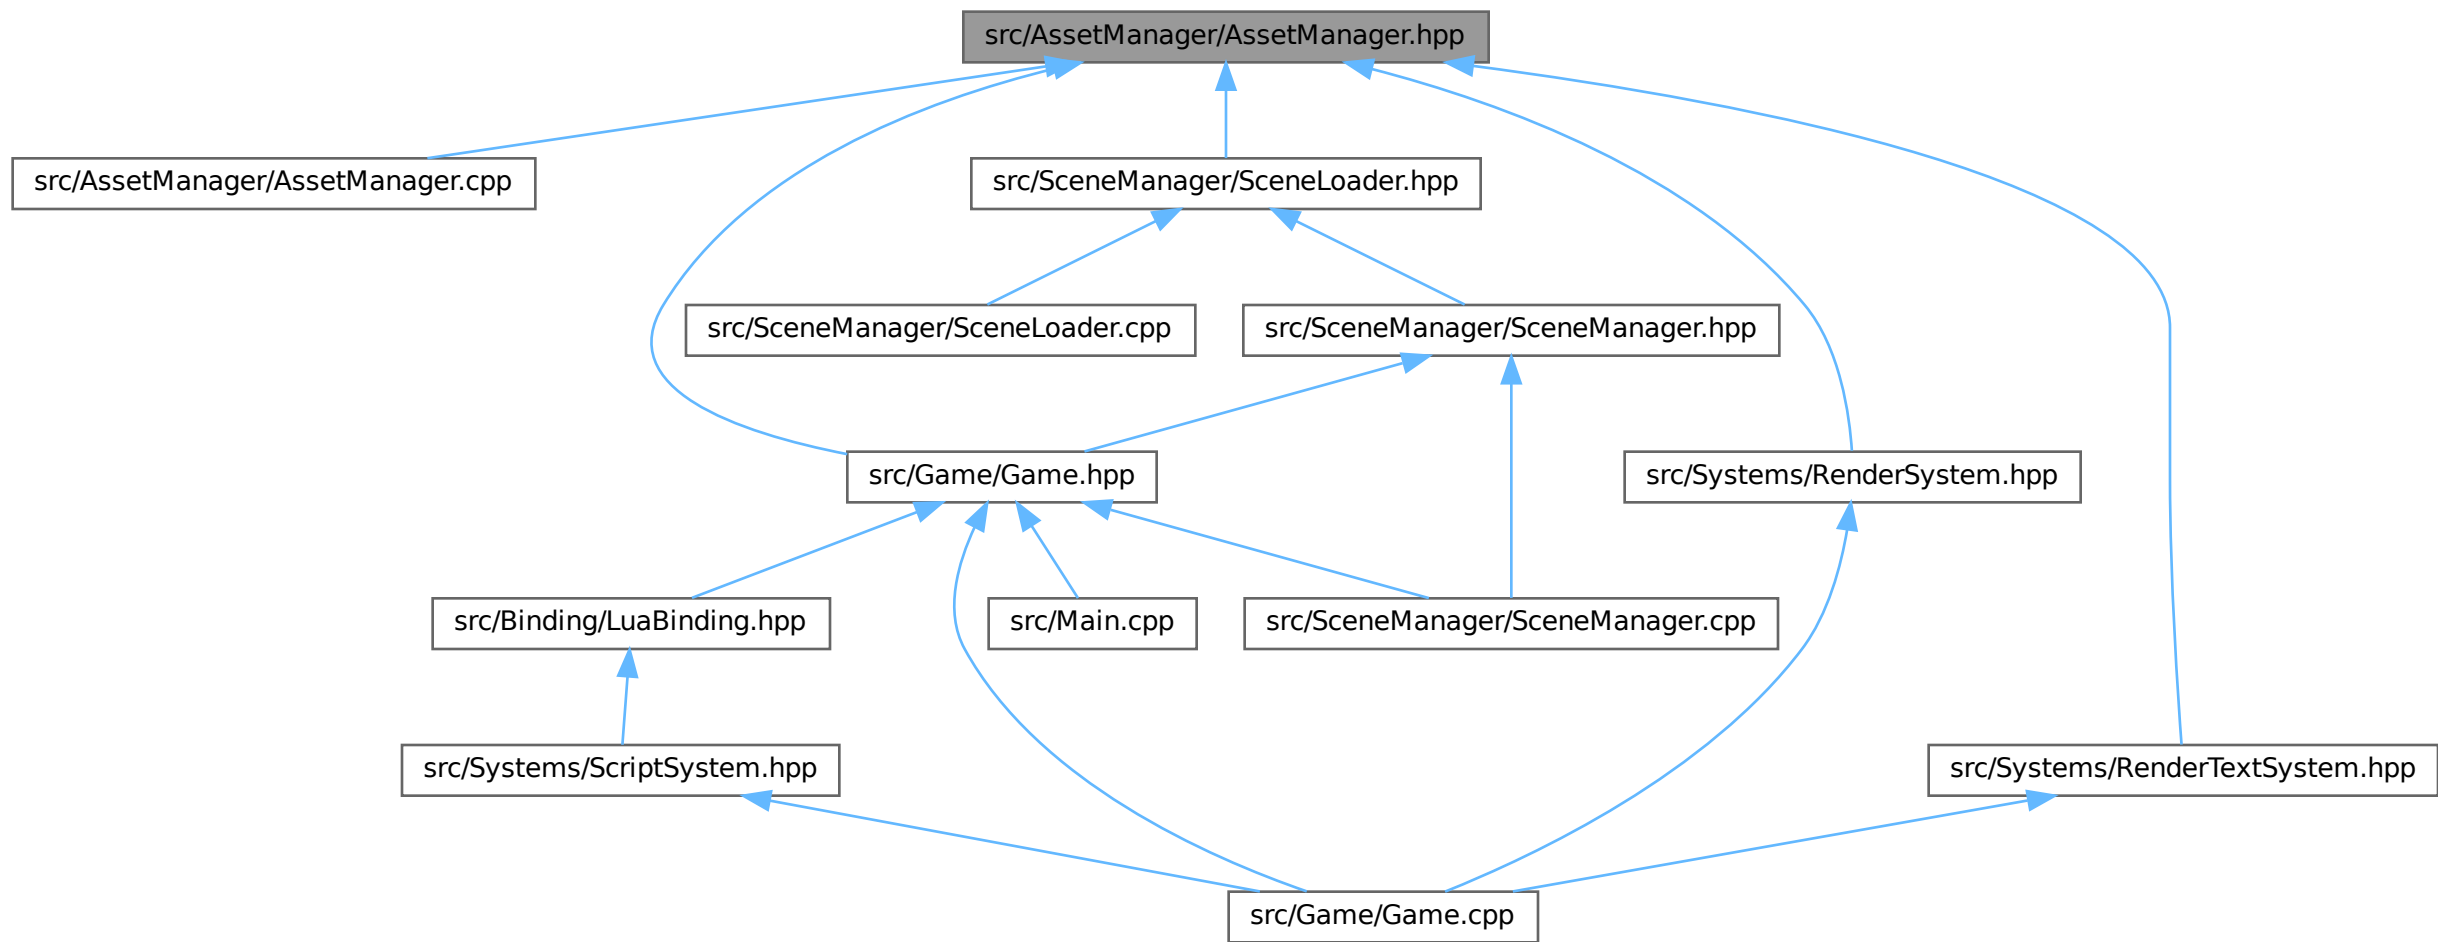 src/AssetManager/AssetManager.hpp
src/AssetManager/AssetManager.cpp
src/SceneManager/SceneLoader.hpp
src/SceneManager/SceneLoader.cpp
src/SceneManager/SceneManager.hpp
src/Game/Game.hpp
src/Systems/RenderSystem.hpp
src/Binding/LuaBinding.hpp
src/Main.cpp
src/SceneManager/SceneManager.cpp
src/Systems/ScriptSystem.hpp
src/Systems/RenderTextSystem.hpp
src/Game/Game.cpp